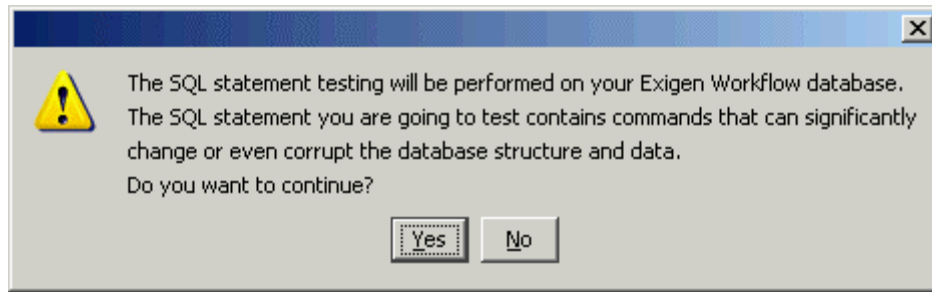 The SQL statement testing will be performed on your Exigen Workflow database.
The SQL statement you are going to test contains commands that can significantly
change or even corrupt the database structure and data.
Do you want to continue?
Yes No